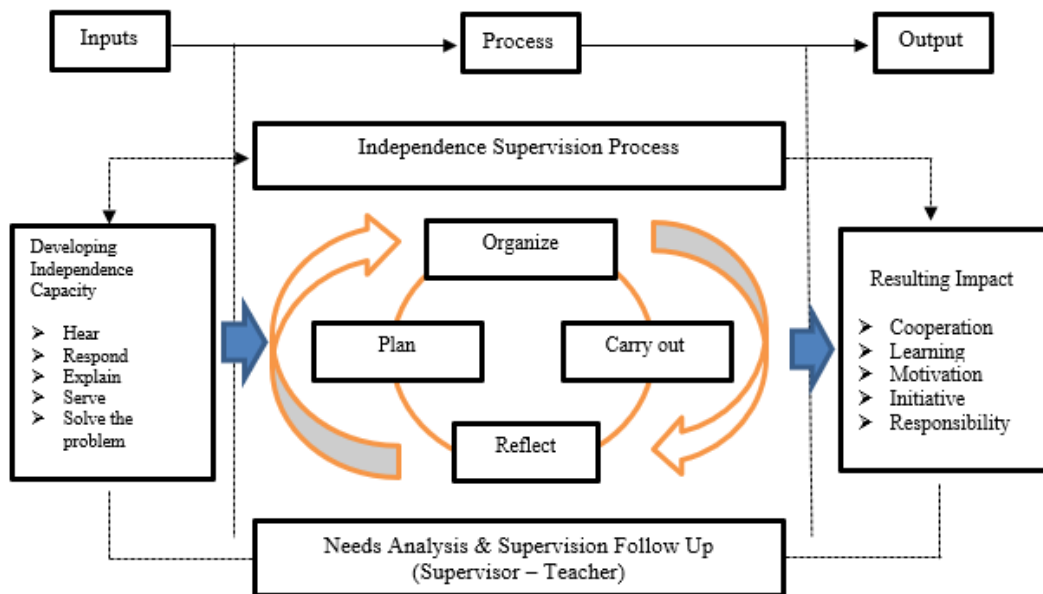 Inputs
Process
Output
Independence Supervision Process
Developing
Independence
Capacity
➢ Hear
➢ Respond
➢ Explain
➢ Serve
➢ Solve the
problem
Organize
Plan
Carry out
Reflect
Resulting Impact
➢ Cooperation
➢ Learning
➢ Motivation
➢ Initiative
➢ Responsibility
Needs Analysis & Supervision Follow Up
(Supervisor – Teacher)